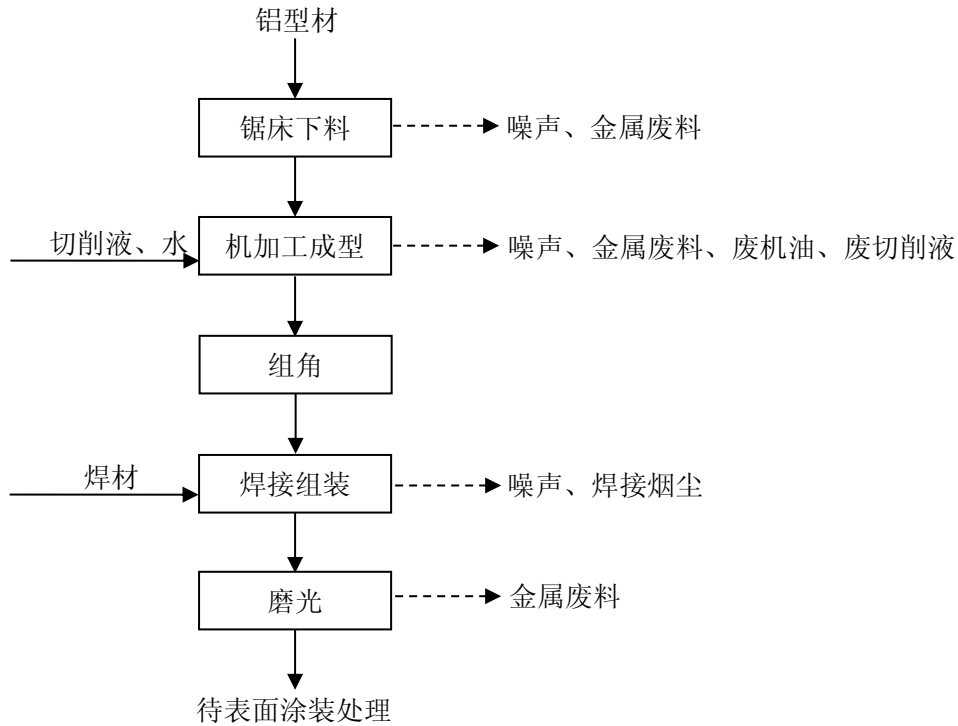 铝型材
锯床下料
噪声、金属废料
切削液、水
机加工成型
噪声、金属废料、废机油、废切削液
组角
焊材
焊接组装
噪声、焊接烟尘
磨光
金属废料
待表面涂装处理